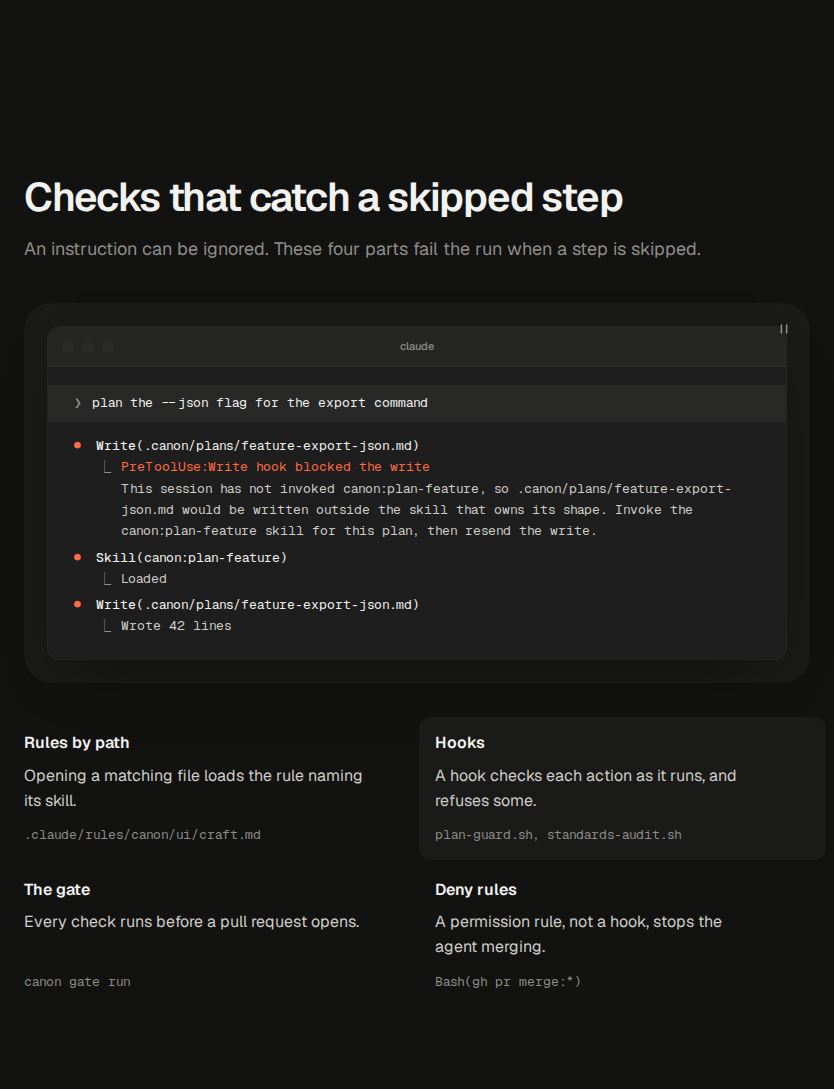 Checks that catch a skipped step
An instruction can be ignored. These four parts fail the run when a step is skipped.
claude
❯ plan the --json flag for the export command
● Write(.canon/plans/feature-export-json.md)
⎿ PreToolUse:Write hook blocked the write
This session has not invoked canon:plan-feature, so .canon/plans/feature-export-
json.md would be written outside the skill that owns its shape. Invoke the
canon:plan-feature skill for this plan, then resend the write.
● Skill(canon:plan-feature)
⎿ Loaded
● Write(.canon/plans/feature-export-json.md)
⎿ Wrote 42 lines
Rules by path
Opening a matching file loads the rule naming
its skill.
.claude/rules/canon/ui/craft.md
Hooks
A hook checks each action as it runs, and
refuses some.
plan-guard.sh, standards-audit.sh
The gate
Every check runs before a pull request opens.
canon gate run
Deny rules
A permission rule, not a hook, stops the
agent merging.
Bash(gh pr merge:*)